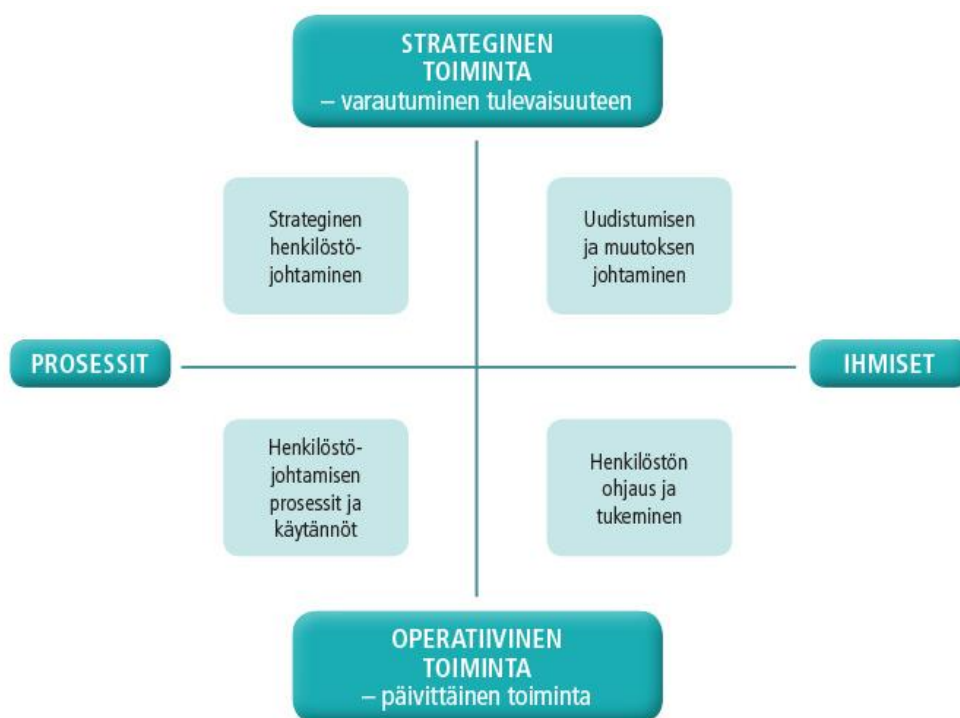 STRATEGINEN
TOIMINTA
– varautuminen tulevaisuuteen
Strateginen
henkilöstö-
johtaminen
Uudistumisen
ja muutoksen
johtaminen
PROSESSIT
IHMISET
Henkilöstö-
johtamisen
prosessit ja
käytännöt
Henkilöstön
ohjaus ja
tukeminen
OPERATIIVINEN
TOIMINTA
– päivittäinen toiminta